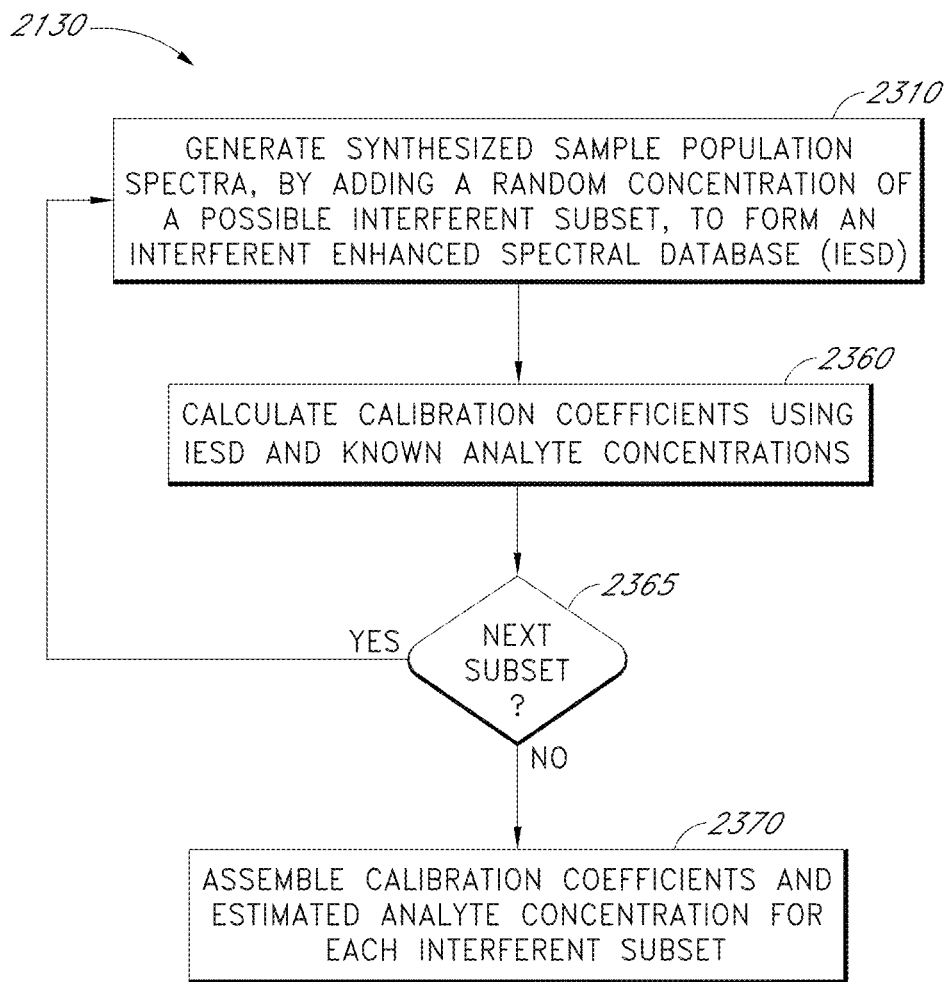 2130
2310
GENERATE SYNTHESIZED SAMPLE POPULATION
SPECTRA, BY ADDING A RANDOM CONCENTRATION OF
A POSSIBLE INTERFERENT SUBSET, TO FORM AN
INTERFERENT ENHANCED SPECTRAL DATABASE (IESD)
2360
CALCULATE CALIBRATION COEFFICIENTS USING
IESD AND KNOWN ANALYTE CONCENTRATIONS
2365
YES
NEXT
SUBSET
?
NO
2370
ASSEMBLE CALIBRATION COEFFICIENTS AND
ESTIMATED ANALYTE CONCENTRATION FOR
EACH INTERFERENT SUBSET